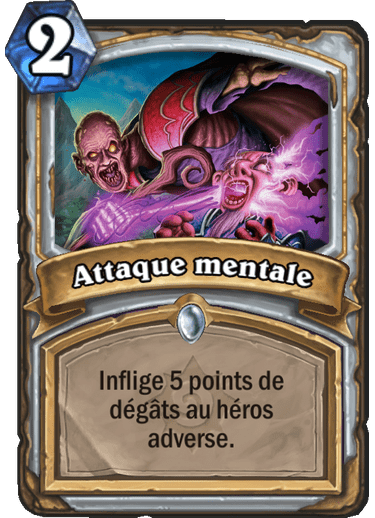 2
Attaque mentale
Inflige 5 points de
dégâts au héros
adverse.